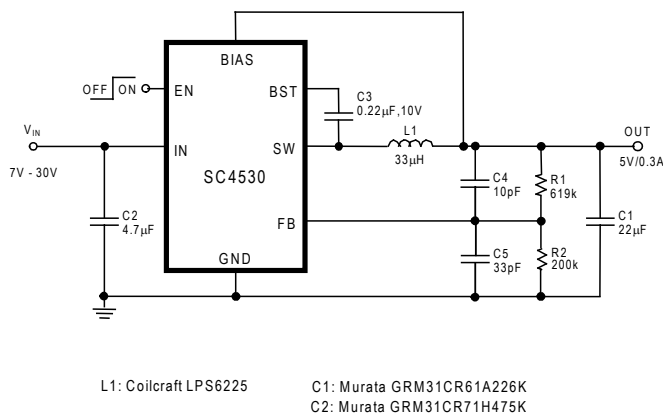 BIAS
OFF
ON
EN
BST
C3
0.22µF,10V
L1
OUT
VIN
IN
SW
7V - 30V
33µH
5V/0.3A
SC4530
C4
10pF
R1
619k
C2
4.7µF
FB
C1
22µF
GND
C5
33pF
R2
200k
L1: Coilcraft LPS6225
C1: Murata GRM31CR61A226K
C2: Murata GRM31CR71H475K